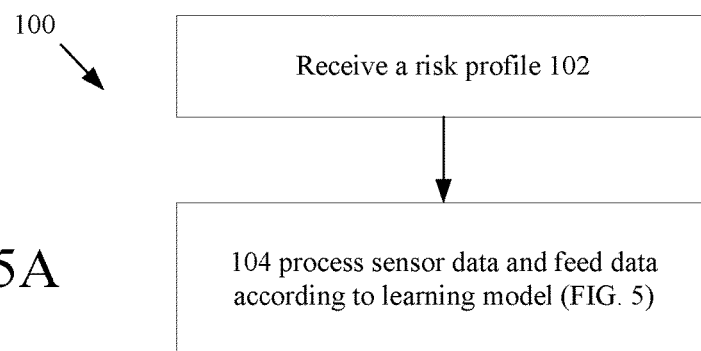 100
Receive a risk profile 102
5A
104 process sensor data and feed data
according to learning model (FIG. 5)